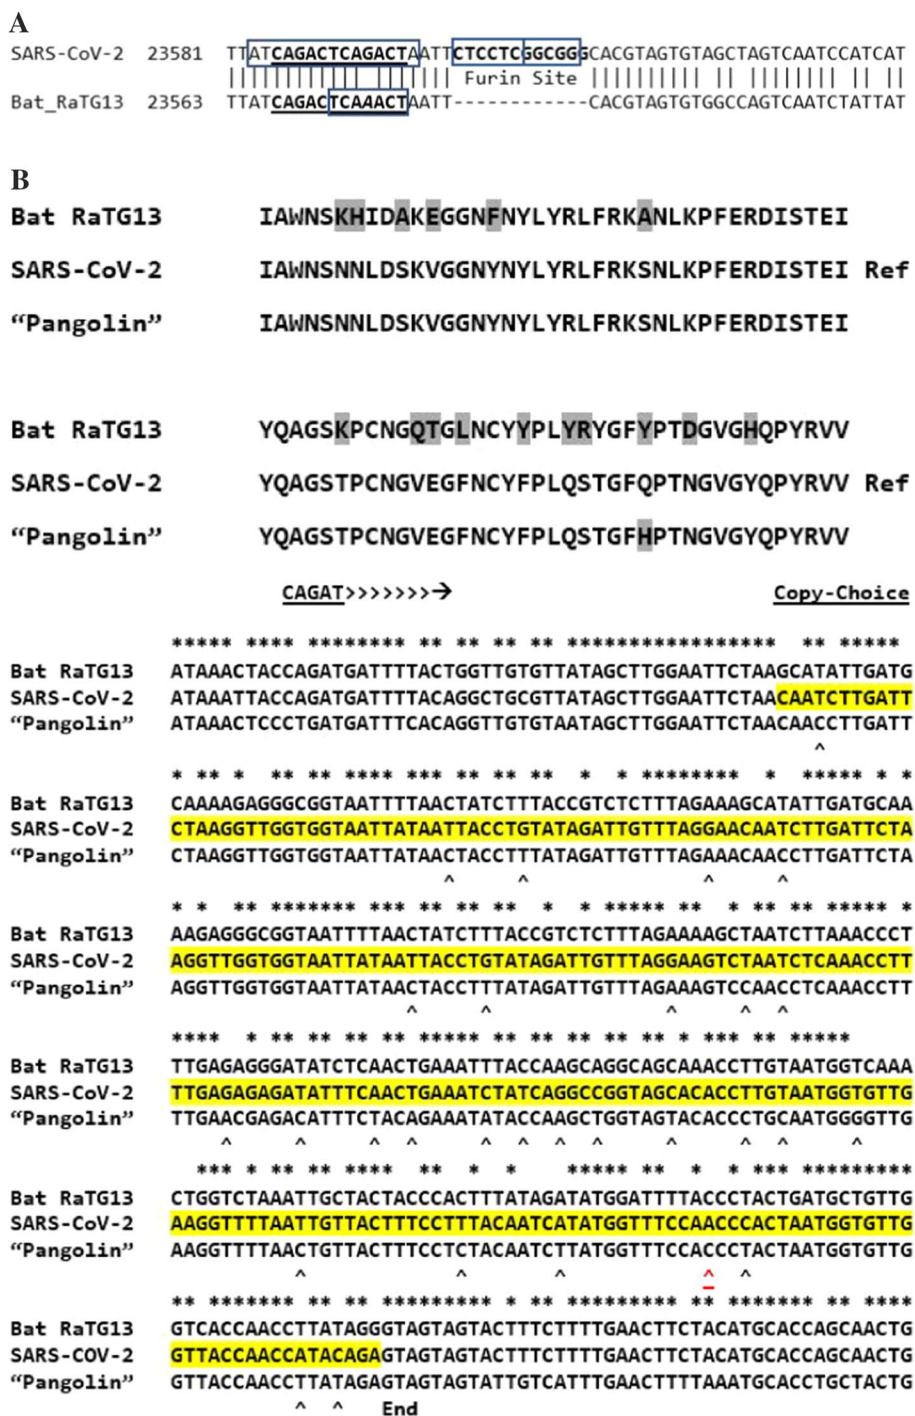 A
SARS-CoV-2 23581 TTATCAGACTCAGACTAATTCTCCTCGGCGGGCACGTAGTGTAGCTAGTCAATCCATCAT
|||||||||||| ||||||| Furin Site |||||||||||| || ||||||||| || ||
Bat_RaTG13 23563 TTATCAGACTCAAACTAATT------------CACGTAGTGTGGCCAGTCAATCTATTAT
B
Bat RaTG13 IAWNSKHIDAKEGGNFNYLYRLFRKANLKPFERDISTEI
SARS-CoV-2 IAWNSNNLDSKVGGNYNYLYRLFRKSNLKPFERDISTEI Ref
“Pangolin” IAWNSNNLDSKVGGNYNYLYRLFRKSNLKPFERDISTEI
Bat RaTG13 YQAGSKPCNGQTGLNCYYPLYRYGFYPTDGVGHQPYRVV
SARS-CoV-2 YQAGSTPCNGVEGFNCYFPLQSTGFQPTNGVGYQPYRVV Ref
“Pangolin” YQAGSTPCNGVEGFNCYFPLQSTGFHPTNGVGYQPYRVV
CAGAT>>>>>>>→ Copy-Choice
***** **** ******** ** ** ** ** ***************** ** *****
Bat RaTG13 ATAAACTACCAGATGATTTTACTGGTTGTGTTATAGCTTGGAATTCTAAGCATATTGATG
SARS-CoV-2 ATAAATTACCAGATGATTTTACAGGCTGCGTTATAGCTTGGAATTCTAACAATCTTGATT
“Pangolin” ATAAACTCCCTGATGATTTCACAGGTTGTGTAATAGCTTGGAATTCTAACAACCTTGATT
^
* ** * ** ** ***** ** ** ** * * ******** * ***** * *
Bat RaTG13 CAAAAGAGGGCGGTAATTTTAACTATCTTTACCGTCTCTTTAGAAAGCATATTGATGCAA
SARS-CoV-2 CTAAGGTTGGTGGTAATTATAATTACCTGTATAGATTGTTTAGGAACAATCTTGATTCTA
“Pangolin” CTAAGGTTGGTGGTAATTATAACTACCTTTATAGATTGTTTAGAAACAACCTTGATTCTA
^ ^ ^ ^
* * ** ******* *** ** ** ** * * ***** ** * ** ** ***** *
Bat RaTG13 AAGAGGGCGGTAATTTTAACTATCTTTACCGTCTCTTTAGAAAAGCTAATCTTAAACCCT
SARS-CoV-2 AGGTTGGTGGTAATTATAATTACCTGTATAGATTGTTTAGGAAGTCTAATCTCAAACCTT
“Pangolin” AGGTTGGTGGTAATTATAACTACCTTTATAGATTGTTTAGAAAGTCCAACCTCAAACCTT
^ ^ ^ ^ ^
**** * ** ** ** ** ***** ** ** ** ** * *** ** *****
Bat RaTG13 TTGAGAGGGATATCTCAACTGAAATTTACCAAGCAGGCAGCAAACCTTGTAATGGTCAAA
SARS-CoV-2 TTGAGAGAGATATTTCAACTGAAATCTATCAGGCCGGTAGCACACCTTGTAATGGTGTTG
“Pangolin” TTGAACGAGACATTTCTACAGAAATATACCAAGCTGGTAGTACACCCTGCAATGGGGTTG
^ ^ ^ ^ ^ ^ ^ ^ ^ ^ ^ ^
*** * ** ** **** ** * * ***** ** * * *** *********
Bat RaTG13 CTGGTCTAAATTGCTACTACCCACTTTATAGATATGGATTTTACCCTACTGATGCTGTTG
SARS-CoV-2 AAGGTTTTAATTGTTACTTTCCTTTACAATCATATGGTTTCCAACCCACTAATGGTGTTG
“Pangolin” AAGGTTTTAACTGTTACTTTCCTCTACAATCTTATGGTTTCCACCCTACTAATGGTGTTG
^ ^ ^ ^ ^
** ******* ** ** ********* * ** ********* ** ******* ** ****
Bat RaTG13 GTCACCAACCTTATAGGGTAGTAGTACTTTCTTTTGAACTTCTACATGCACCAGCAACTG
SARS-COV-2 GTTACCAACCATACAGAGTAGTAGTACTTTCTTTTGAACTTCTACATGCACCAGCAACTG
“Pangolin” GTTACCAACCTTATAGAGTAGTAGTATTGTCATTTGAACTTTTAAATGCACCTGCTACTG
^ ^ End